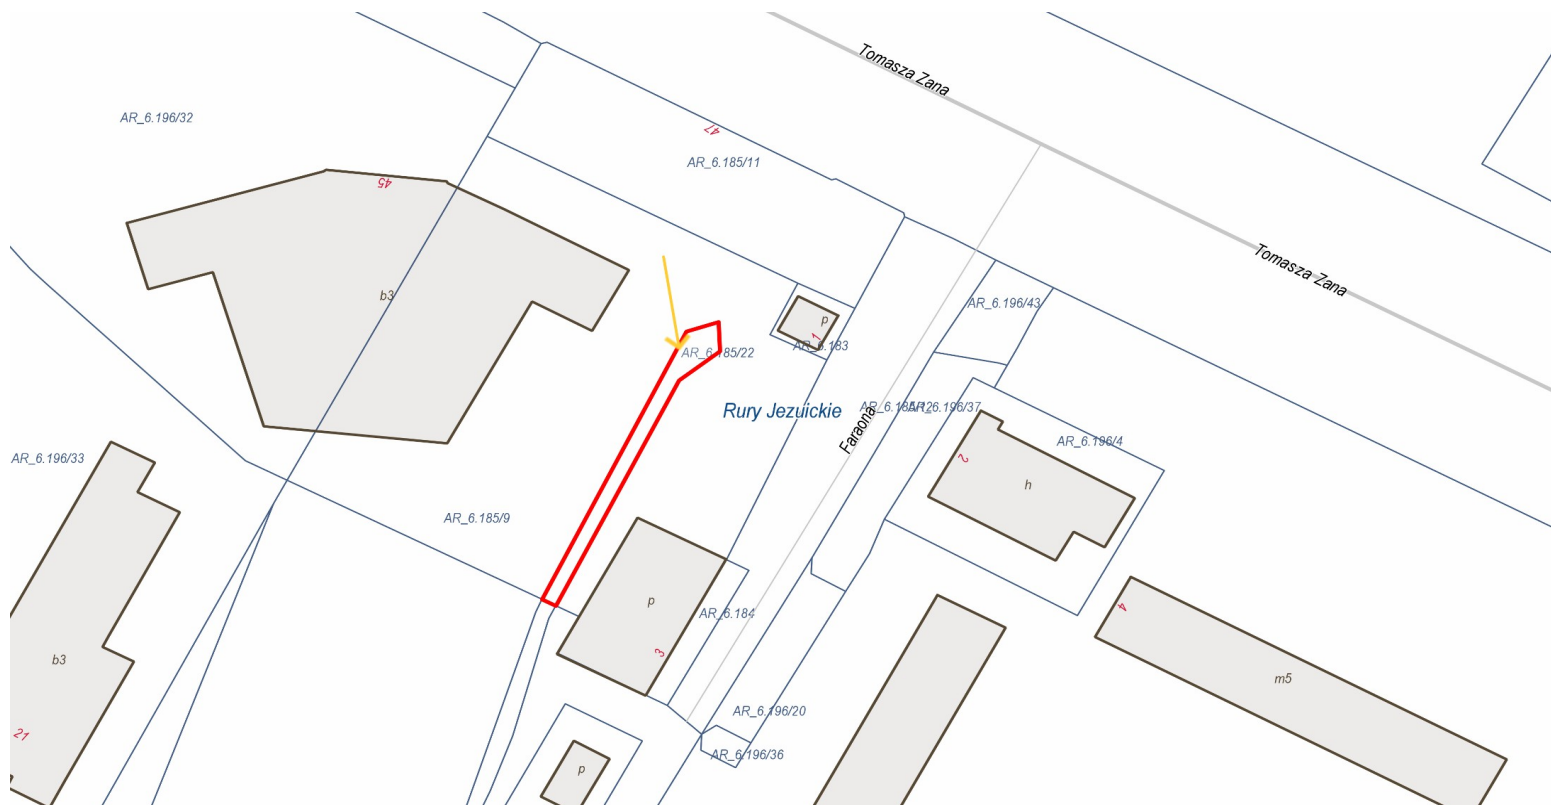 Tomasza Zana
AR_6.196/32
47
AR_6.185/11
45
Tomasza Zana
b3
AR_6.196/43
p
1
AR_6.183
AR_6.185/22
Rury Jezuickie
AR_6.196/37
Faraona
AR_6.196/4
AR_6.196/33
2
h
AR_6.185/9
p
AR_6.184
4
3
b3
m5
AR_6.196/20
21
AR_6.196/36
p